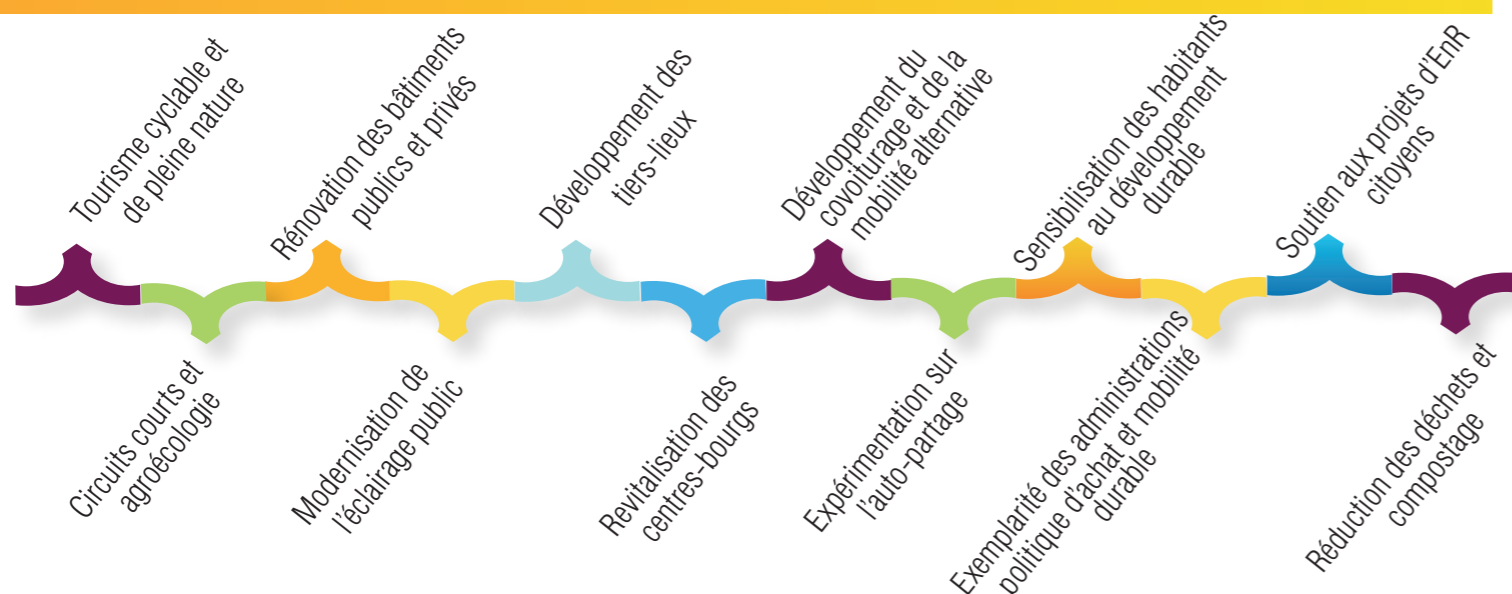 Tourisme cyclable et
de pleine nature
Circuits courts et
agroécologie
Rénovation des bâtiments
publics et privés
Modernisation de
l'éclairage public
Développement des
tiers-lieux
Revitalisation des
centres-bourgs
Développement du
covoiturage et de la
mobilité alternative
Expérimentation sur
l'auto-partage
Sensibilisation des habitants
au développement
durable
Exemplarité des administrations
politique d'achat et mobilité
durable
Soutien aux projets d'EnR
citoyens
Réduction des déchets et
compostage